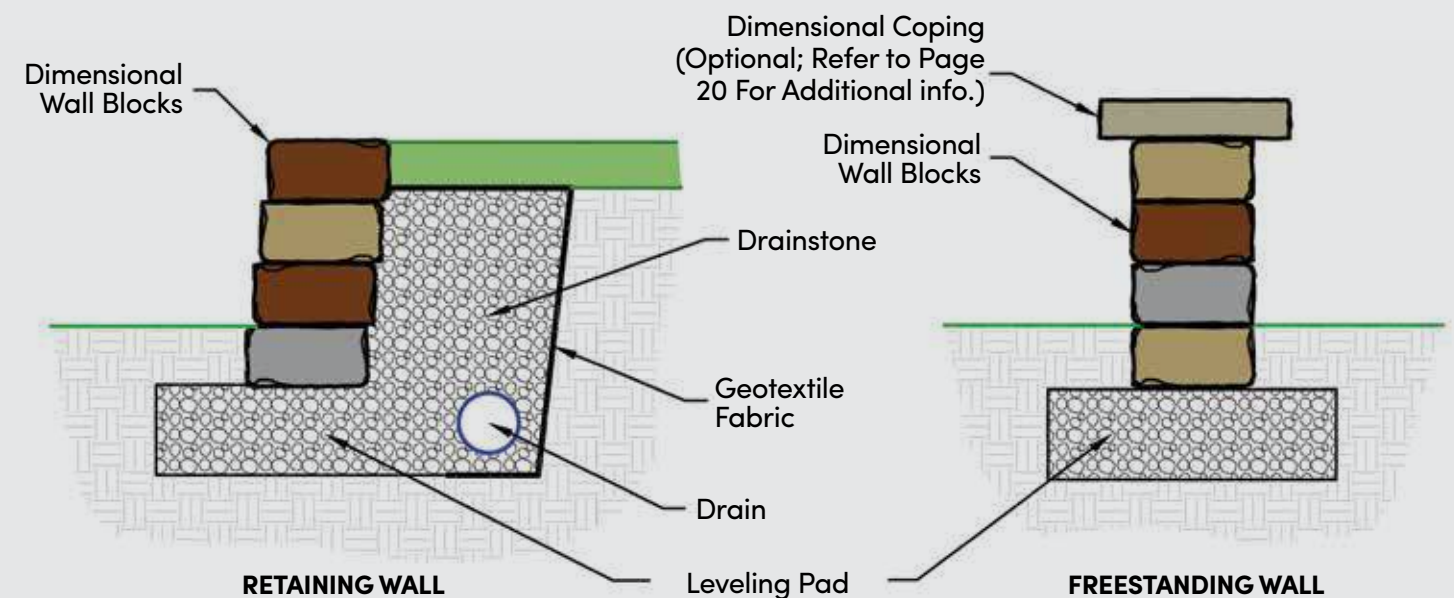 Dimensional
Wall Blocks
Dimensional Coping
(Optional; Refer to Page
20 For Additional info.)
Dimensional
Wall Blocks
Drainstone
Geotextile
Fabric
Drain
Leveling Pad
RETAINING WALL
FREESTANDING WALL